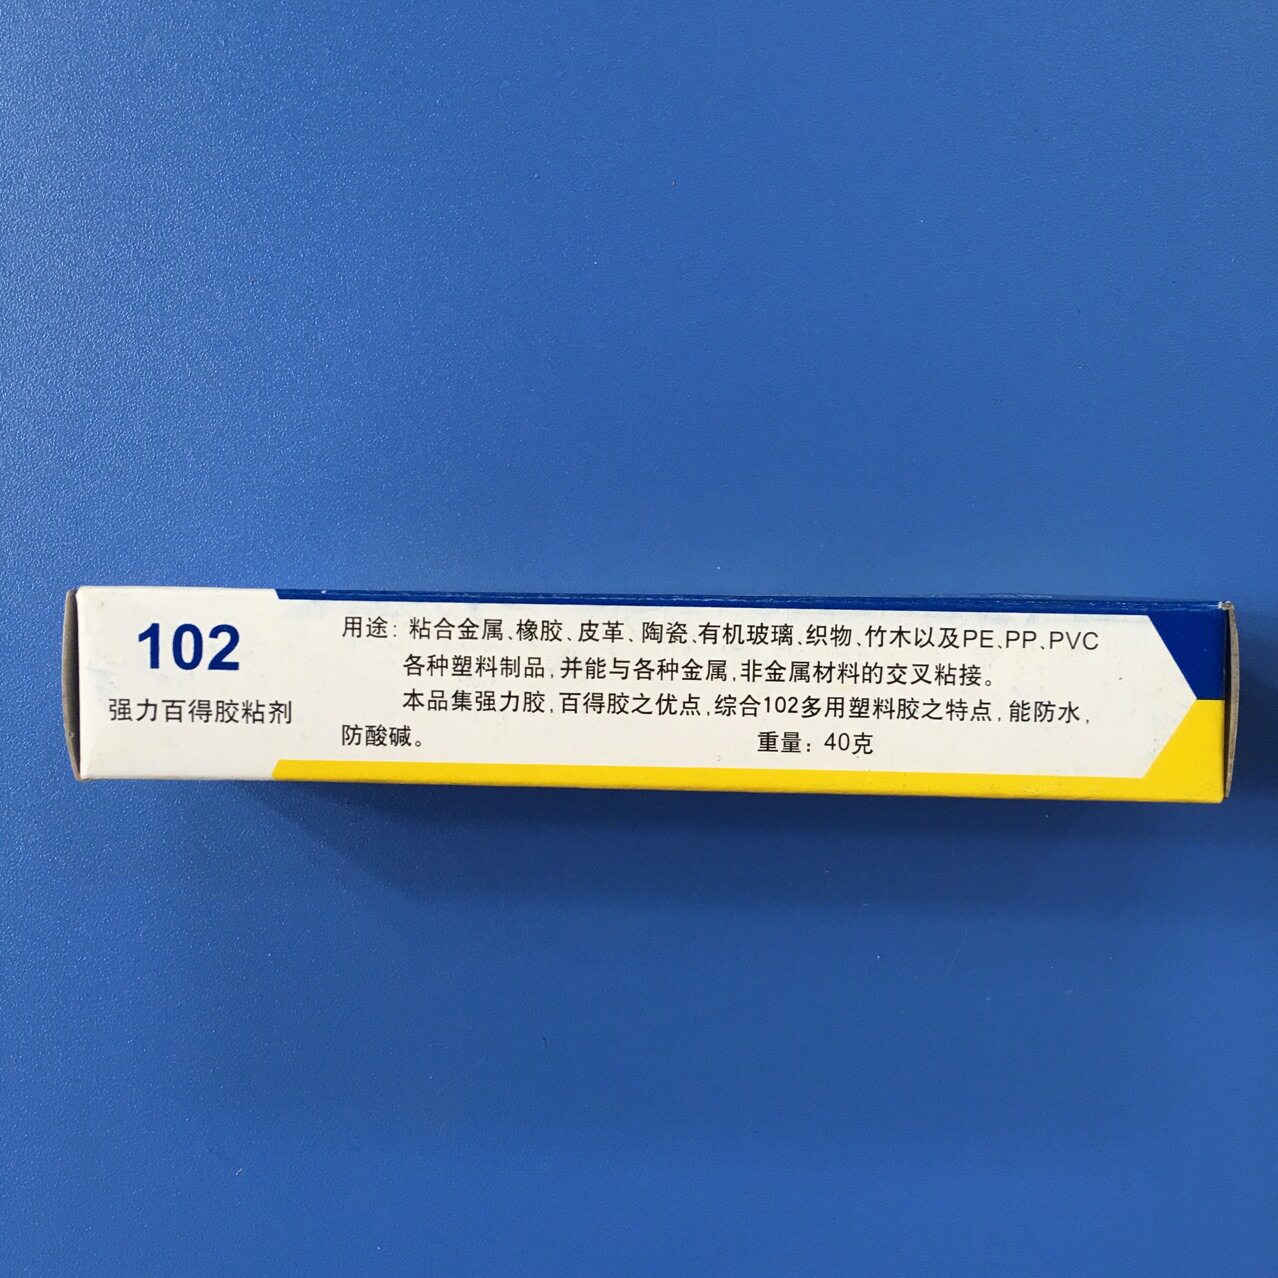 102
强力百得胶粘剂
用途: 粘合金属、橡胶、皮革、陶瓷、有机玻璃、织物、竹木以及PE、PP、PVC
各种塑料制品,并能与各种金属,非金属材料的交叉粘接。
本品集强力胶,百得胶之优点,综合102多用塑料胶之特点,能防水,
防酸碱。
重量: 40克